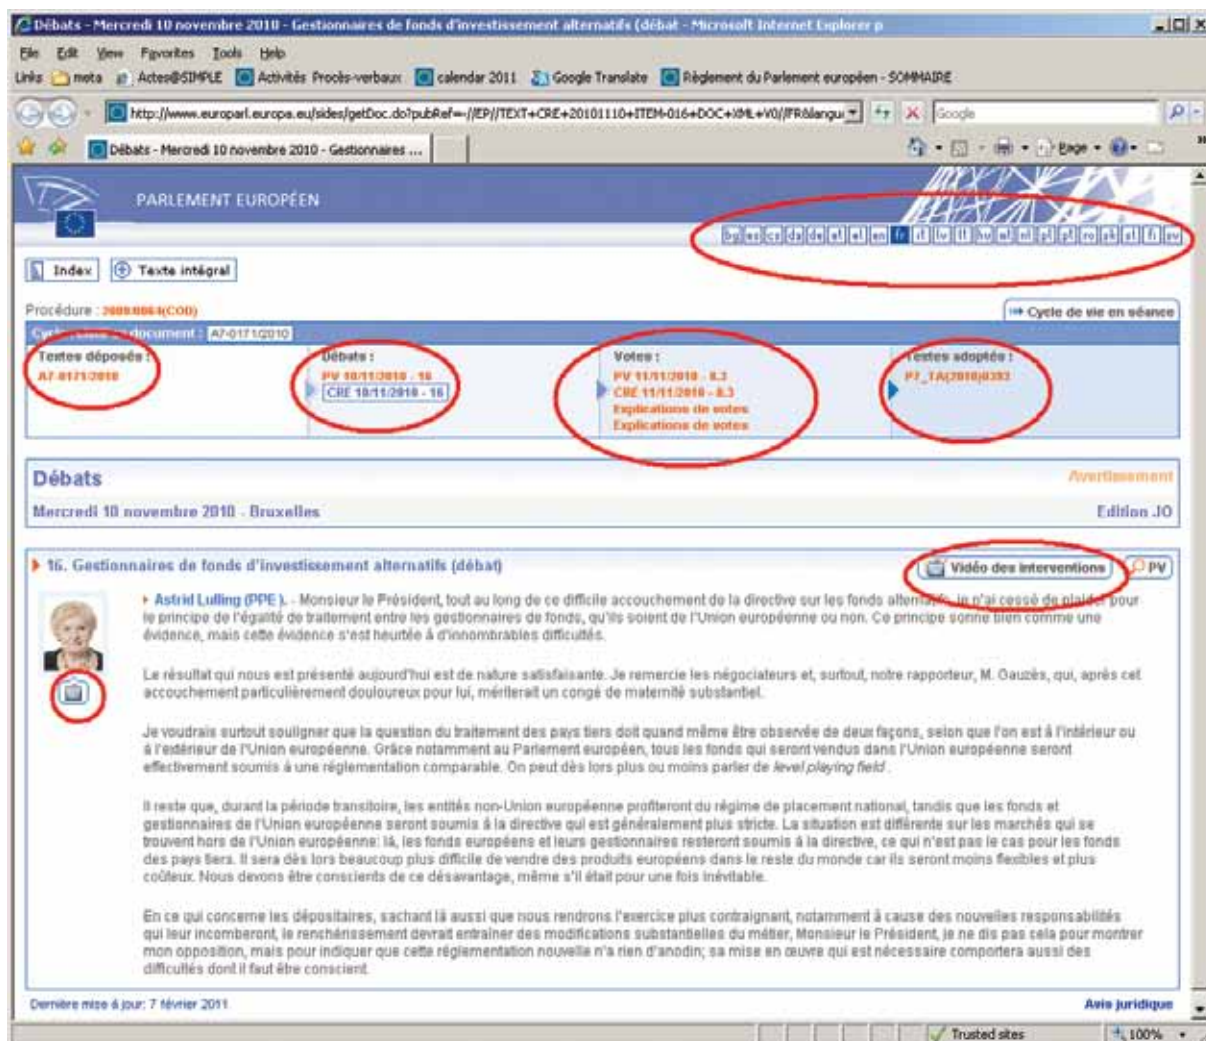 Débats - Mercredi 10 novembre 2010 - Gestionnaires de fonds d'investissement alternatifs (débat - Microsoft Internet Explorer p
File Edit View Favorites Tools Help
Links meta Actes@SIMPLE Activités Procès-verbaux calendar 2011 Google Translate Règlement du Parlement européen - SOMMAIRE
http://www.europarl.europa.eu/sides/getDoc.do?pubRef=-//EP//TEXT+CRE+20101110+ITEM-016+DOC+XML+V0//FR&langu Google
Débats - Mercredi 10 novembre 2010 - Gestionnaires ... Page
PARLEMENT EUROPÉEN
bg es cs da de et el en fr it lv lt hu mt nl pl pt ro sk sl fi sv
Index Texte intégral
Procédure : 2009/0064(COD) Cycle de vie en séance
document : A7-0171/2010
Textes déposés : Débats : Votes : Textes adoptés :
A7-0171/2010 PV 10/11/2010 - 16 PV 11/11/2010 - 8.3 P7_TA(2010)0393
CRE 10/11/2010 - 16 CRE 11/11/2010 - 8.3
Explications de votes
Explications de votes
Débats Avertissement
Mercredi 10 novembre 2010 - Bruxelles Edition JO
16. Gestionnaires de fonds d'investissement alternatifs (débat) Vidéo des interventions PV
Astrid Lulling (PPE ). - Monsieur le Président, tout au long de ce difficile accouchement de la directive sur les fonds alternatifs, je n'ai cessé de plaider pour
le principe de l'égalité de traitement entre les gestionnaires de fonds, qu'ils soient de l'Union européenne ou non. Ce principe sonne bien comme une
évidence, mais cette évidence s'est heurtée à d'innombrables difficultés.
Le résultat qui nous est présenté aujourd'hui est de nature satisfaisante. Je remercie les négociateurs et, surtout, notre rapporteur, M. Gauzès, qui, après cet
accouchement particulièrement douloureux pour lui, mériterait un congé de maternité substantiel.
Je voudrais surtout souligner que la question du traitement des pays tiers doit quand même être observée de deux façons, selon que l'on est à l'intérieur ou
à l'extérieur de l'Union européenne. Grâce notamment au Parlement européen, tous les fonds qui seront vendus dans l'Union européenne seront
effectivement soumis à une réglementation comparable. On peut dès lors plus ou moins parler de level playing field .
Il reste que, durant la période transitoire, les entités non-Union européenne profiteront du régime de placement national, tandis que les fonds et
gestionnaires de l'Union européenne seront soumis à la directive qui est généralement plus stricte. La situation est différente sur les marchés qui se
trouvent hors de l'Union européenne: là, les fonds européens et leurs gestionnaires resteront soumis à la directive, ce qui n'est pas le cas pour les fonds
des pays tiers. Il sera dès lors beaucoup plus difficile de vendre des produits européens dans le reste du monde car ils seront moins flexibles et plus
coûteux. Nous devons être conscients de ce désavantage, même s'il était pour une fois inévitable.
En ce qui concerne les dépositaires, sachant là aussi que nous rendrons l'exercice plus contraignant, notamment à cause des nouvelles responsabilités
qui leur incomberont, le renchérissement devrait entraîner des modifications substantielles du métier, Monsieur le Président, je ne dis pas cela pour montrer
mon opposition, mais pour indiquer que cette réglementation nouvelle n'a rien d'anodin; sa mise en œuvre qui est nécessaire comportera aussi des
difficultés dont il faut être conscient.
Dernière mise à jour: 7 février 2011 Avis juridique
Trusted sites 100%